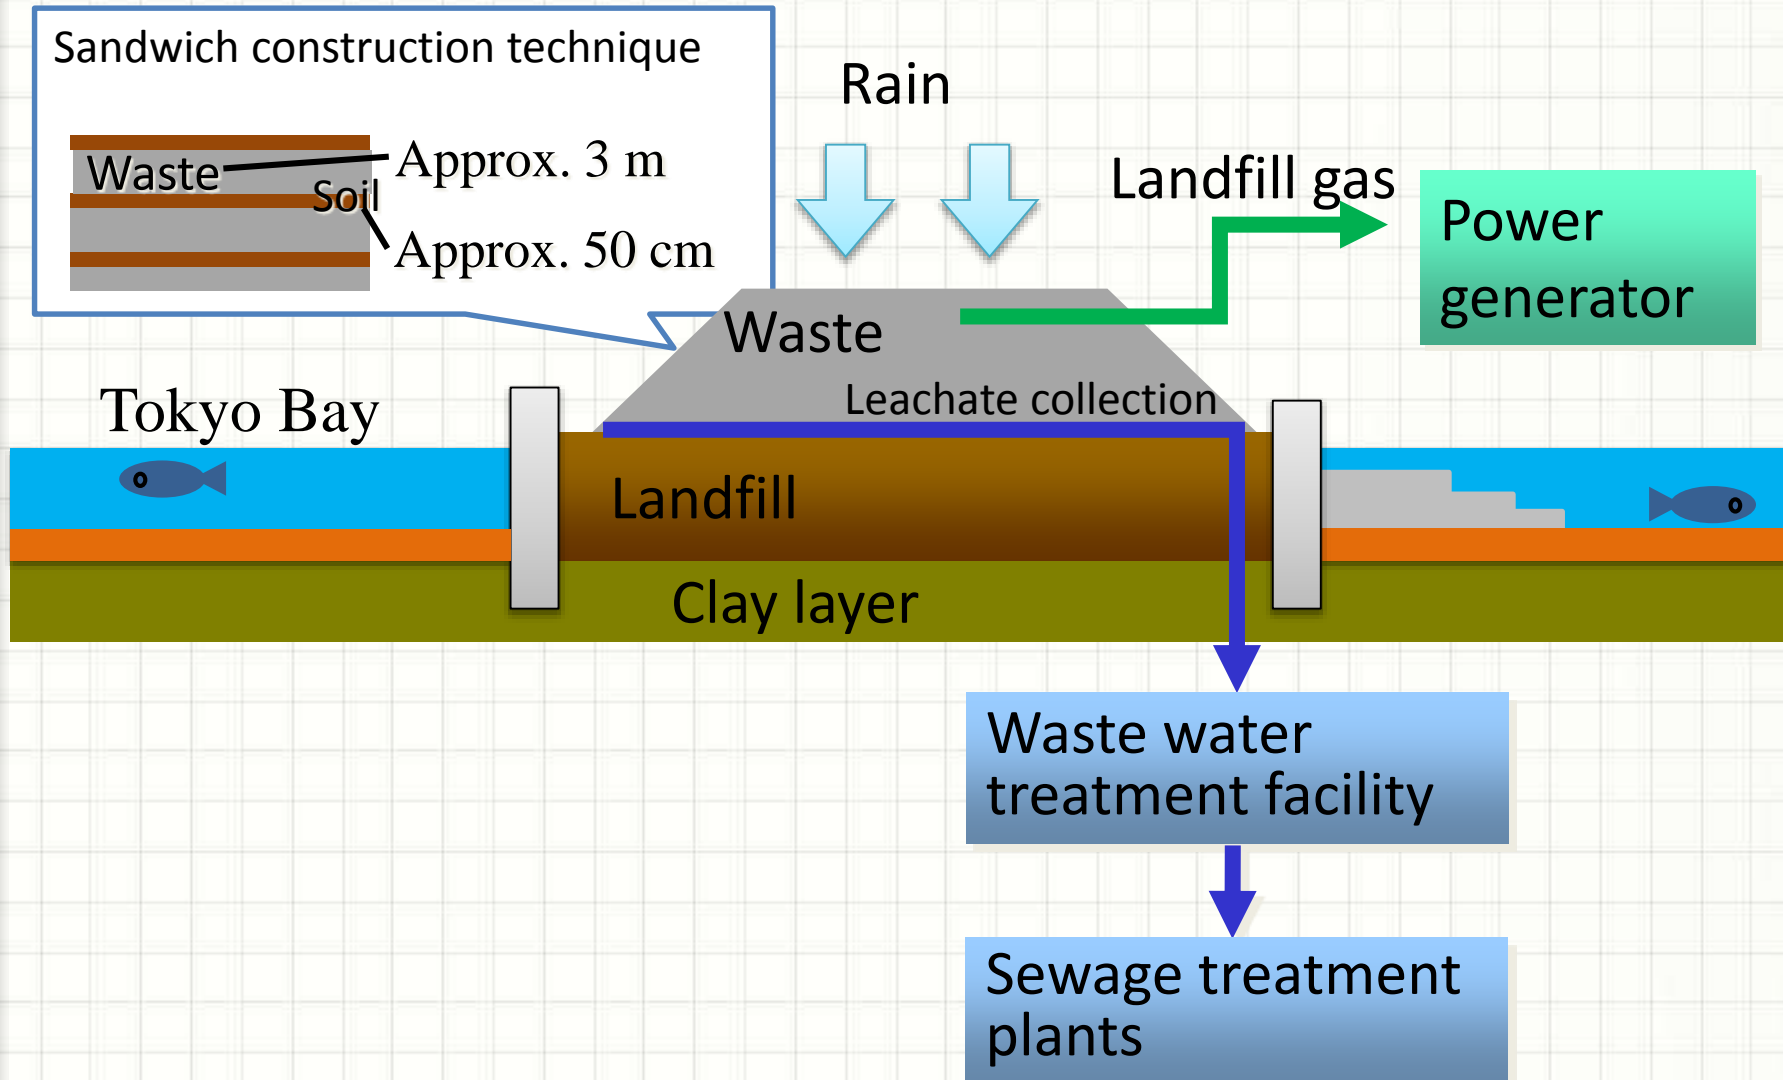 Sandwich construction technique
Waste
Approx. 3 m
Soil
Approx. 50 cm
Rain
Landfill gas
Power
generator
Waste
Leachate collection
Tokyo Bay
Landfill
Clay layer
Waste water
treatment facility
Sewage treatment
plants